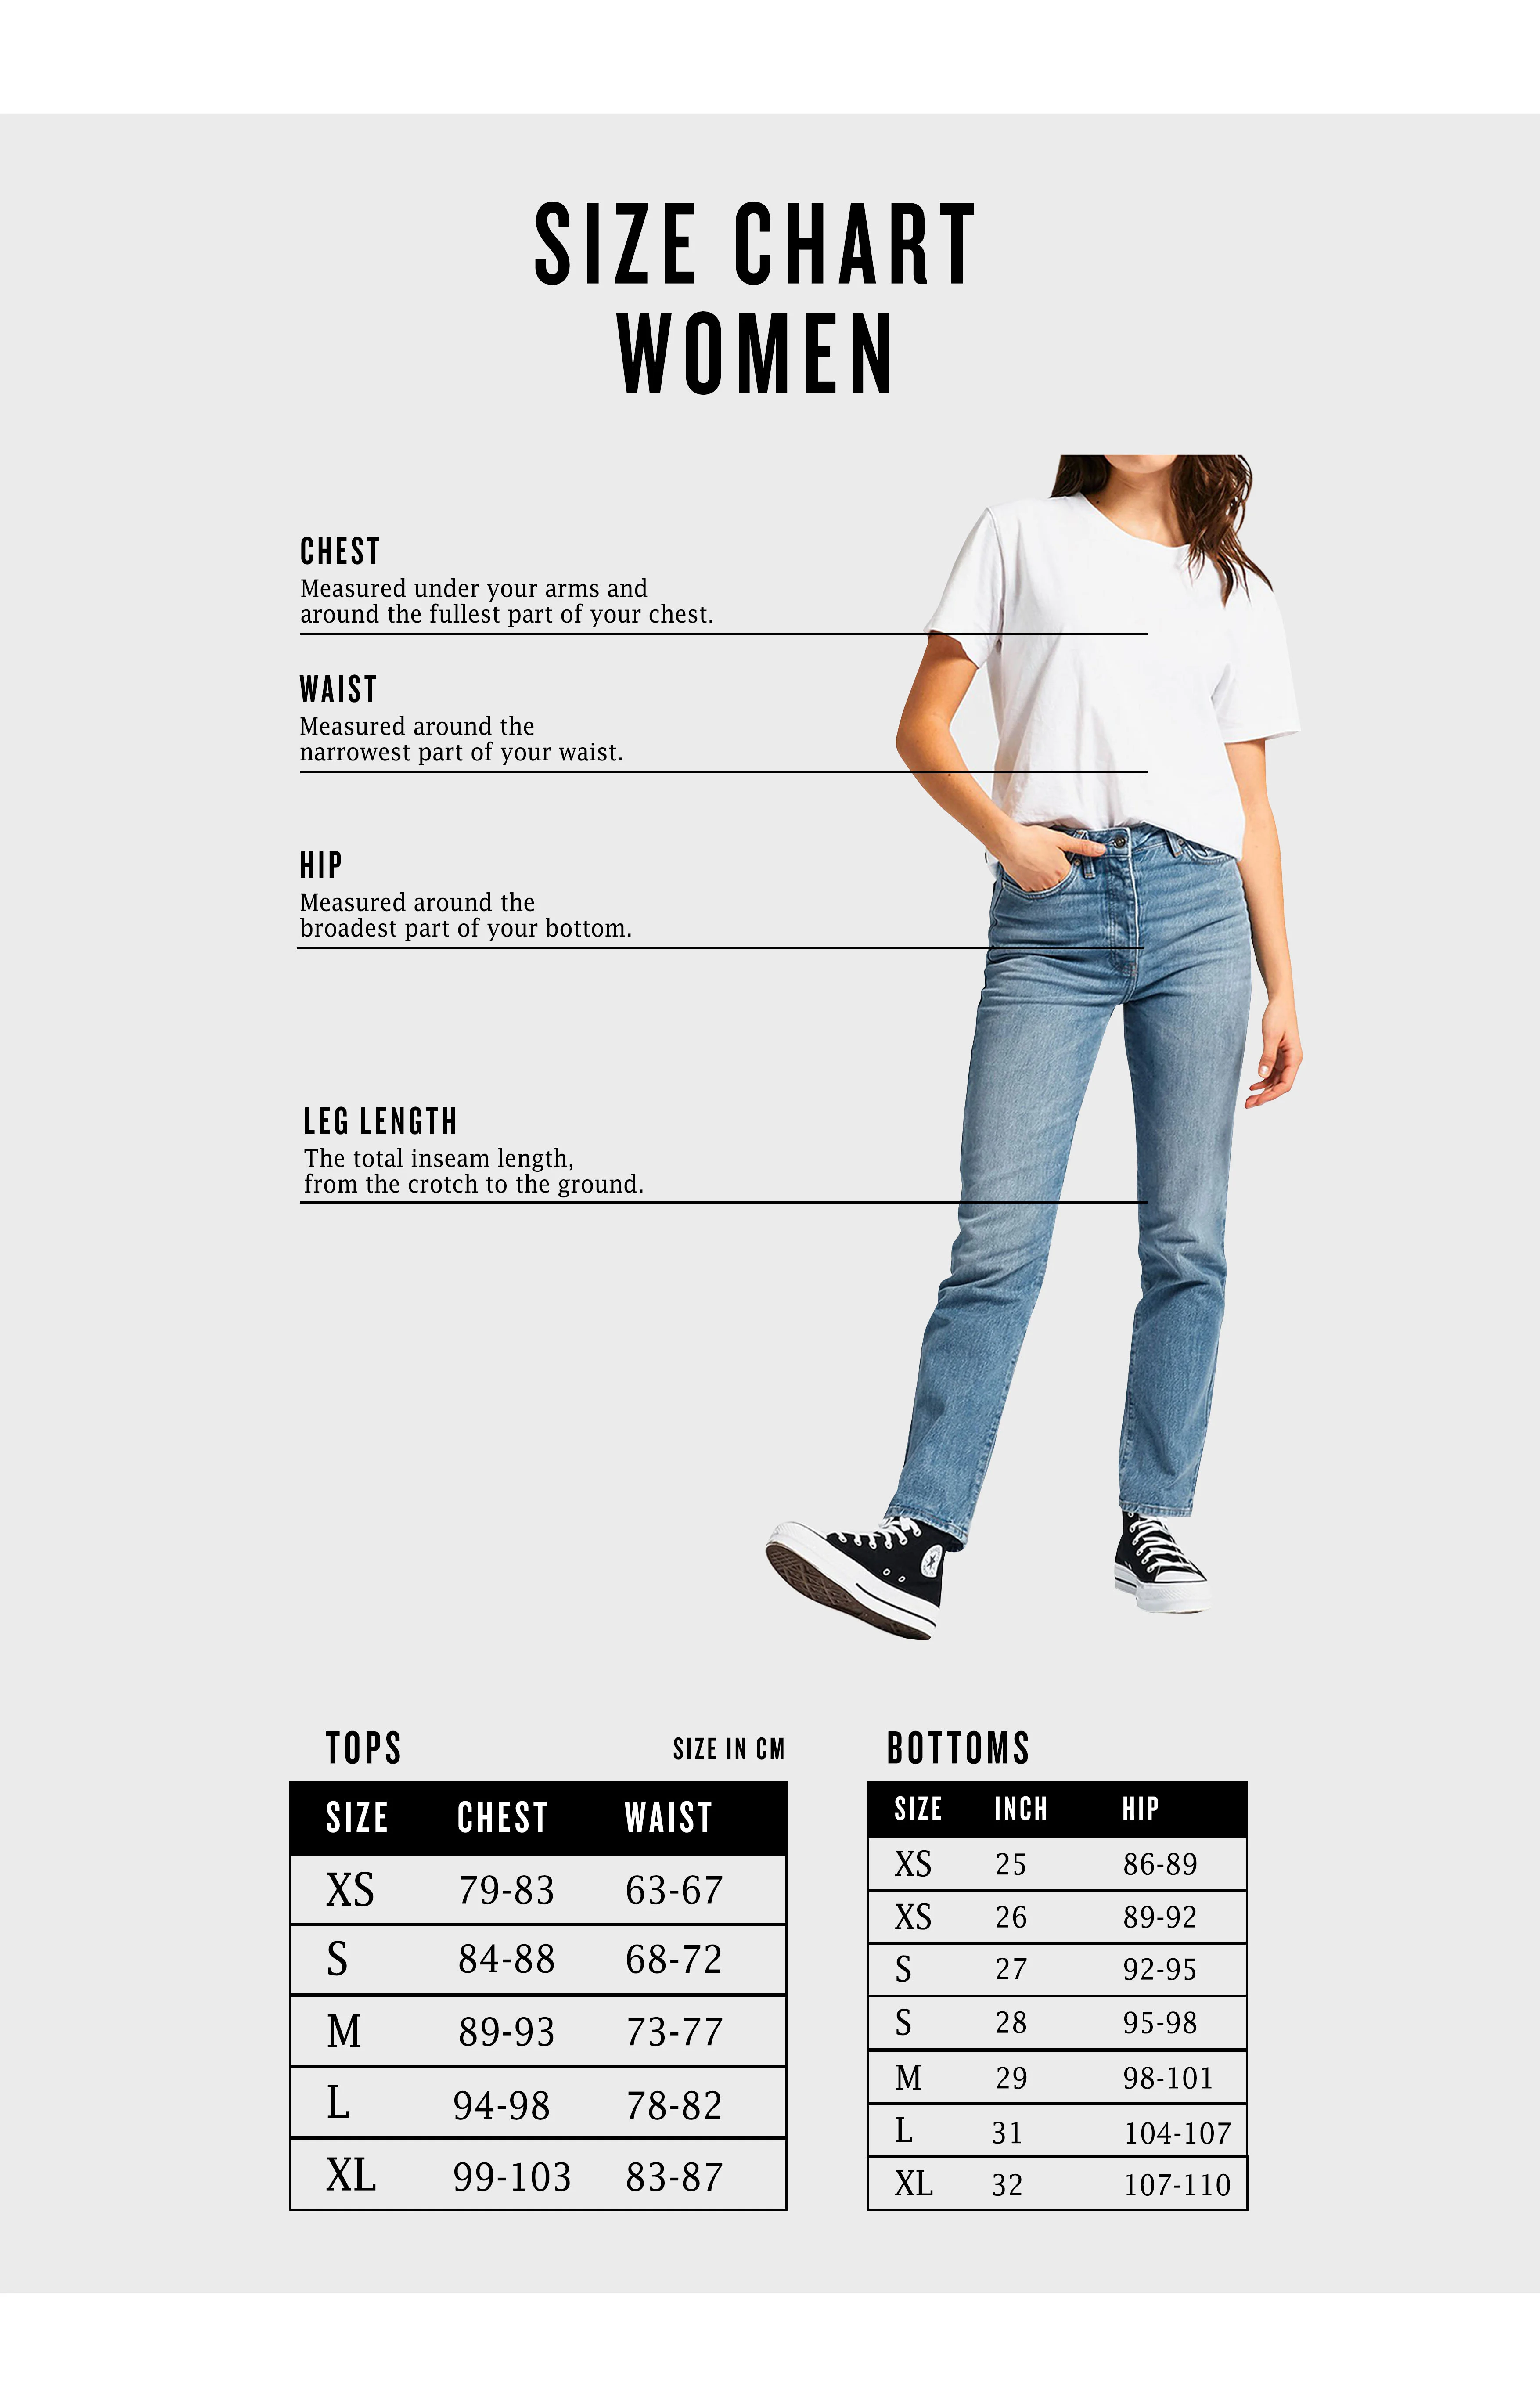 SIZE CHART
WOMEN
CHEST
Measured under your arms and
around the fullest part of your chest.
WAIST
Measured around the
narrowest part of your waist.
HIP
Measured around the
broadest part of your bottom.
LEG LENGTH
The total inseam length,
from the crotch to the ground.
TOPS SIZE IN CM
SIZE CHEST WAIST
XS 79-83 63-67
S 84-88 68-72
M 89-93 73-77
L 94-98 78-82
XL 99-103 83-87
BOTTOMS
SIZE INCH HIP
XS 25 86-89
XS 26 89-92
S 27 92-95
S 28 95-98
M 29 98-101
L 31 104-107
XL 32 107-110